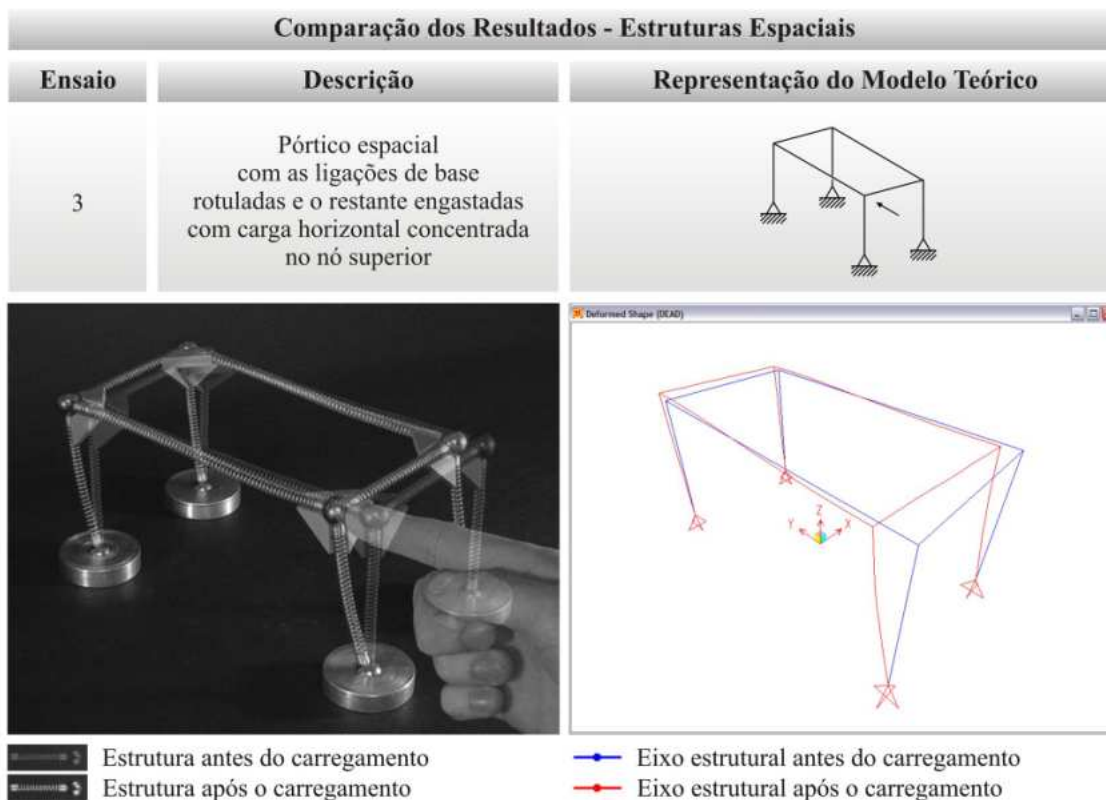 Comparação dos Resultados - Estruturas Espaciais
Ensaio
Descrição
Representação do Modelo Teórico
3
Pórtico espacial
com as ligações de base
rotuladas e o restante engastadas
com carga horizontal concentrada
no nó superior
Deformed Shape (DEAD)
Z
Y
X
Estrutura antes do carregamento
Estrutura após o carregamento
Eixo estrutural antes do carregamento
Eixo estrutural após o carregamento